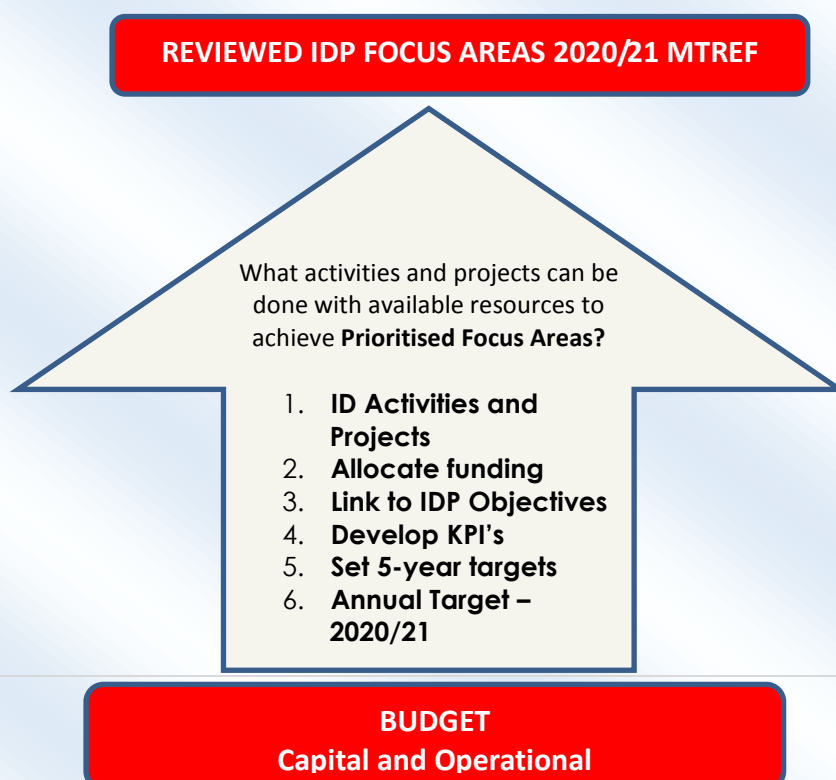 REVIEWED IDP FOCUS AREAS 2020/21 MTREF
What activities and projects can be
done with available resources to
achieve Prioritised Focus Areas?
1. ID Activities and
Projects
2. Allocate funding
3. Link to IDP Objectives
4. Develop KPI's
5. Set 5-year targets
6. Annual Target –
2020/21
BUDGET
Capital and Operational